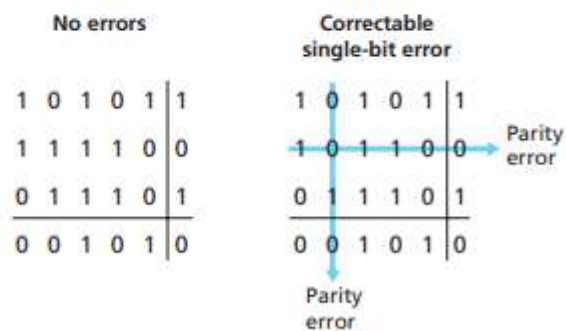 No errors
Correctable
single-bit error
1 0 1 0 1 1
1 1 1 1 0 0
0 1 1 1 0 1
0 0 1 0 1 0
1 0 1 0 1 1
1 0 1 1 0 0
0 1 1 1 0 1
0 0 1 0 1 0
Parity
error
Parity
error